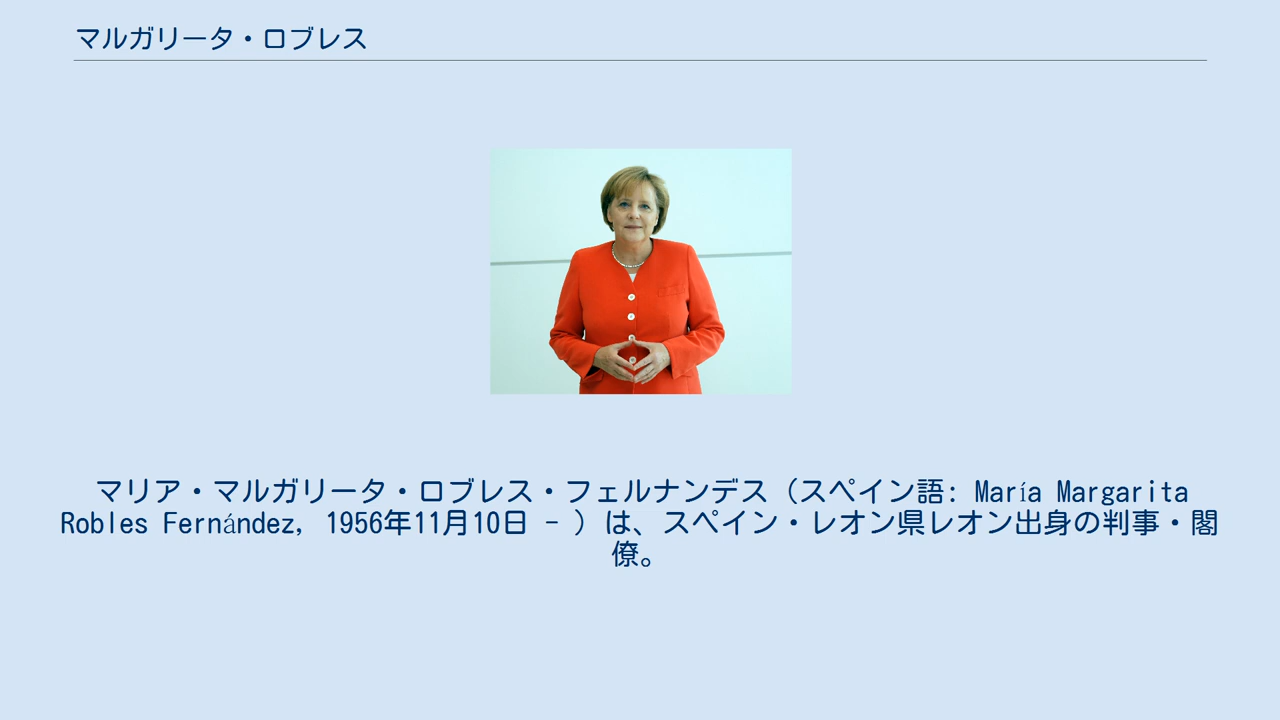 マルガリータ・ロブレス
マリア・マルガリータ・ロブレス・フェルナンデス（スペイン語: María Margarita
Robles Fernández, 1956年11月10日 - ）は、スペイン・レオン県レオン出身の判事・閣
僚。